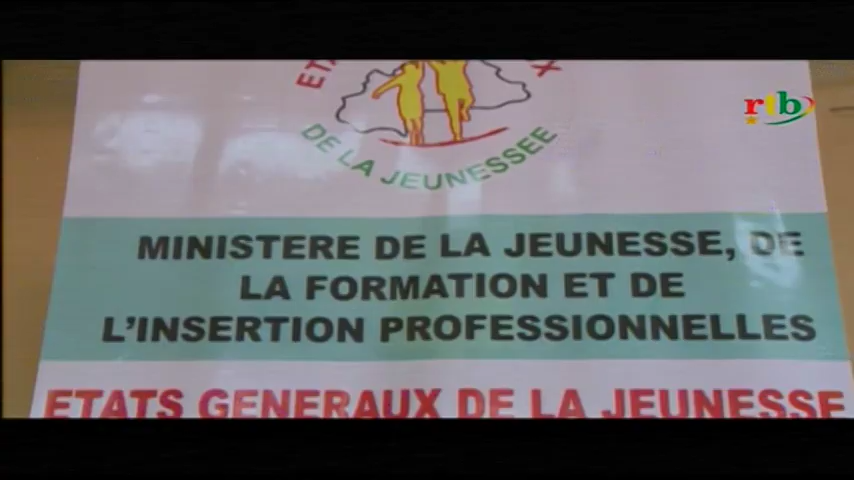 rtb
DE LA JEUNESSEE
MINISTERE DE LA JEUNESSE, DE
LA FORMATION ET DE
L'INSERTION PROFESSIONNELLES
ETATS GENERAUX DE LA JEUNESSE